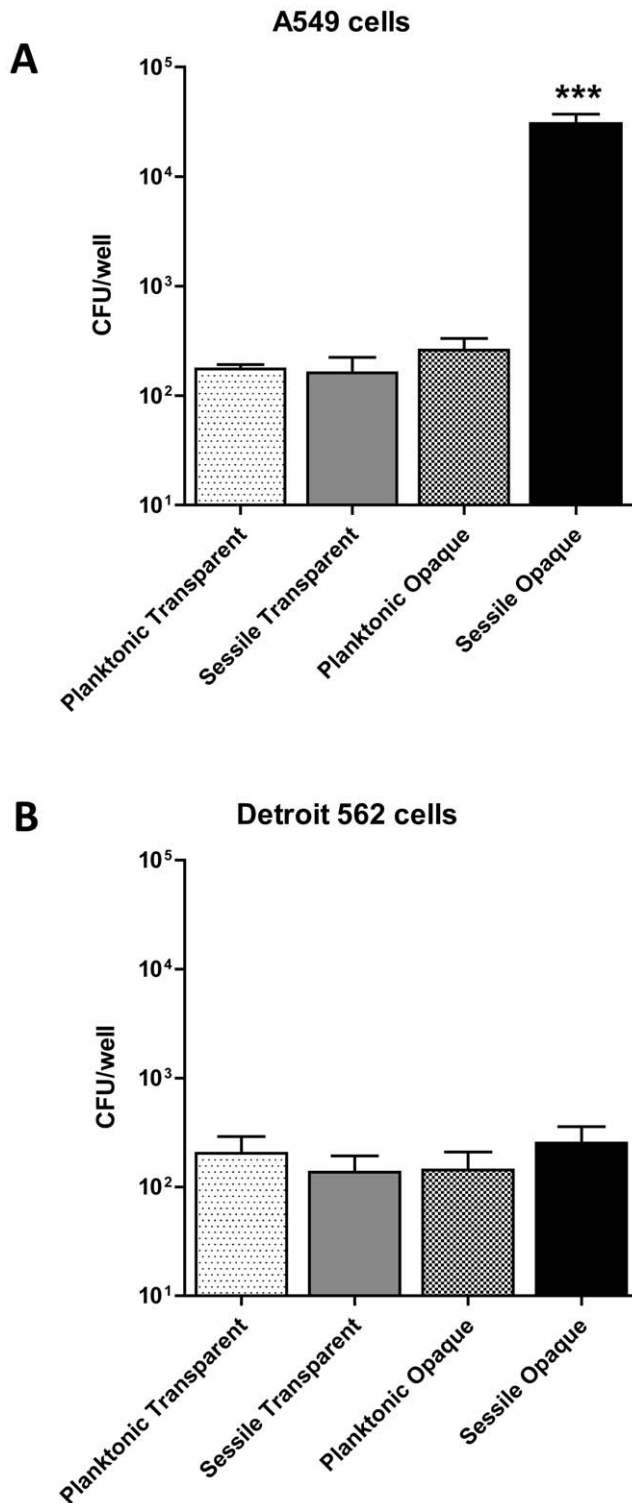 A549 cells
A
10⁵
***
10⁴
CFU/well
10³
10²
10¹
Planktonic Transparent
Sessile Transparent
Planktonic Opaque
Sessile Opaque
B
Detroit 562 cells
10⁵
10⁴
CFU/well
10³
10²
10¹
Planktonic Transparent
Sessile Transparent
Planktonic Opaque
Sessile Opaque